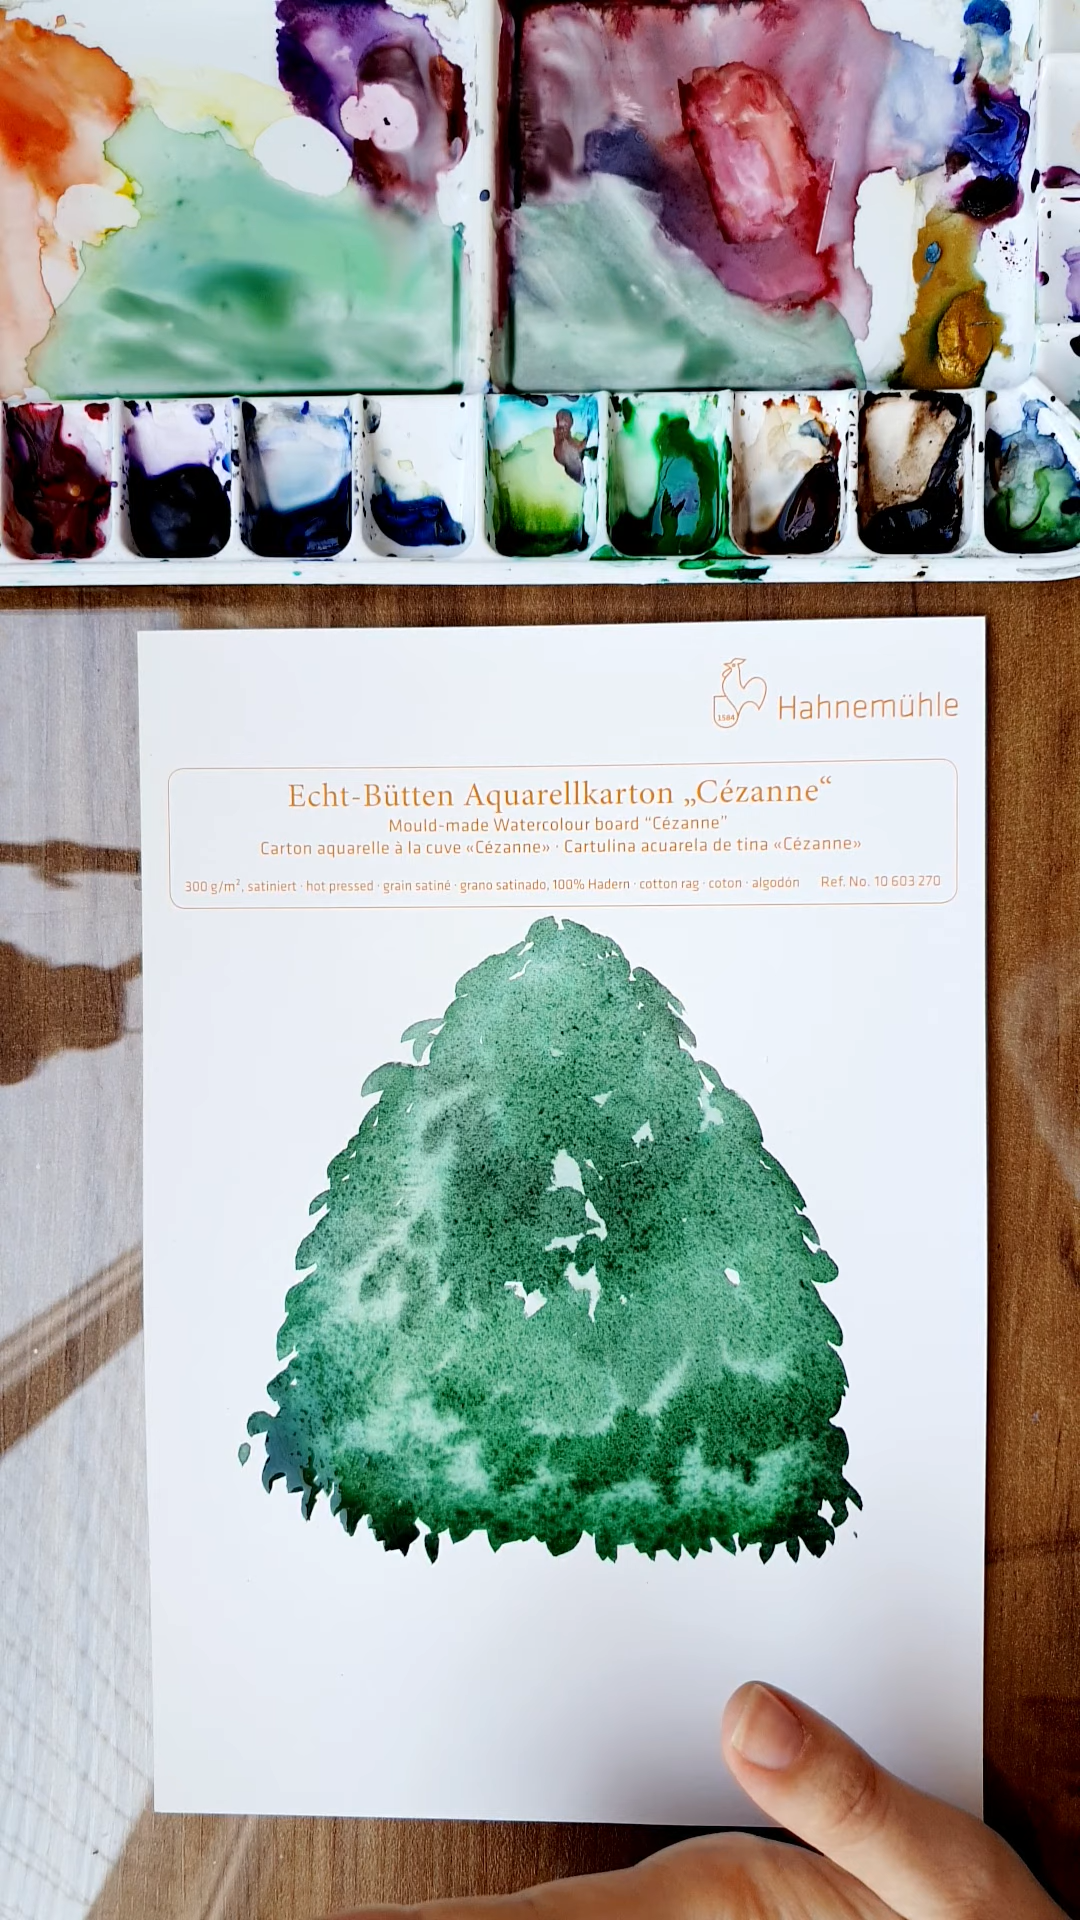 1584
Hahnemühle
Echt-Bütten Aquarellkarton „Cézanne“
Mould-made Watercolour board “Cézanne”
Carton aquarelle à la cuve «Cézanne» · Cartulina acuarela de tina «Cézanne»
300 g/m², satiniert · hot pressed · grain satiné · grano satinado, 100% Hadern · cotton rag · coton · algodón Ref. No. 10 603 270